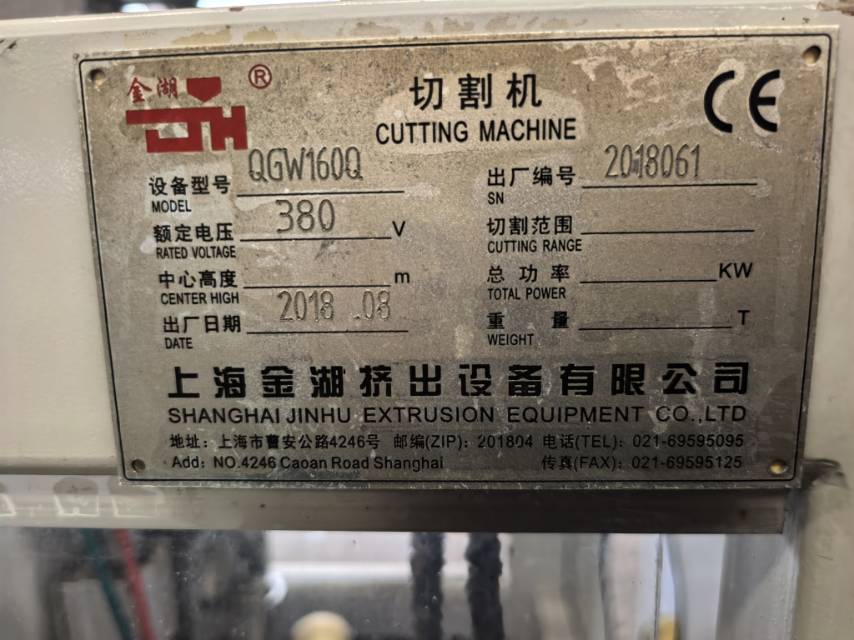 金湖 ® 切割机 CE
CUTTING MACHINE
设备型号 QGW160Q 出厂编号 2018061
MODEL SN
额定电压 380 V 切割范围
RATED VOLTAGE CUTTING RANGE
中心高度 m 总功率 KW
CENTER HIGH TOTAL POWER
出厂日期 2018.08 重量 T
DATE WEIGHT
上海金湖挤出设备有限公司
SHANGHAI JINHU EXTRUSION EQUIPMENT CO.,LTD
地址: 上海市曹安公路4246号 邮编(ZIP): 201804 电话(TEL): 021-69595095
Add: NO.4246 Caoan Road Shanghai 传真(FAX): 021-69595125